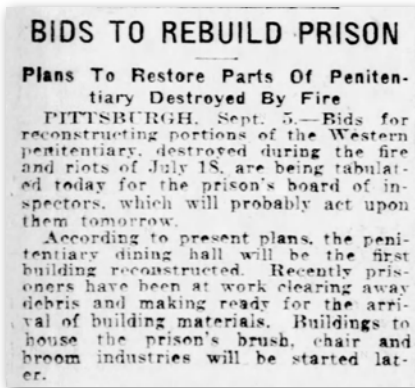 BIDS TO REBUILD PRISON
Plans To Restore Parts Of Peniten-
tiary Destroyed By Fire
PITTSBURGH, Sept. 5.—Bids for
reconstructing portions of the Western
penitentiary, destroyed during the fire
and riots of July 18, are being tabulat-
ed today for the prison's board of in-
spectors, which will probably act upon
them tomorrow.
According to present plans, the peni-
tentiary dining hall will be the first
building reconstructed. Recently pris-
oners have been at work clearing away
debris and making ready for the arri-
val of building materials. Buildings to
house the prison's brush, chair and
broom industries will be started lat-
er.